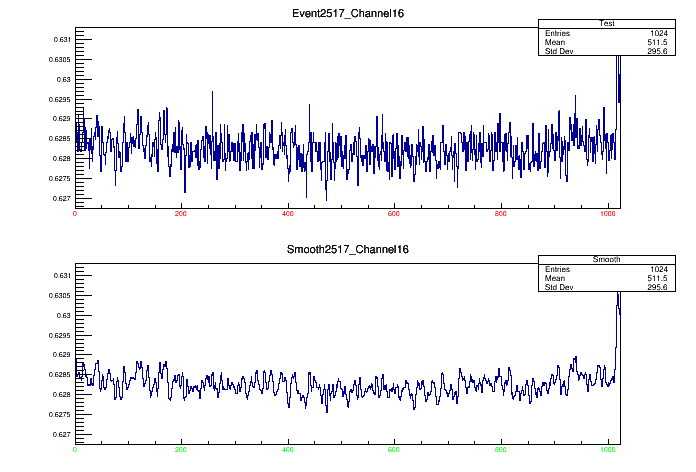 Event2517_Channel16
Test
Entries 1024
Mean 511.5
Std Dev 295.6
0.631
0.6305
0.63
0.6295
0.629
0.6285
0.628
0.6275
0.627
0 200 400 600 800 1000
Smooth2517_Channel16
Smooth
Entries 1024
Mean 511.5
Std Dev 295.6
0.631
0.6305
0.63
0.6295
0.629
0.6285
0.628
0.6275
0.627
0 200 400 600 800 1000